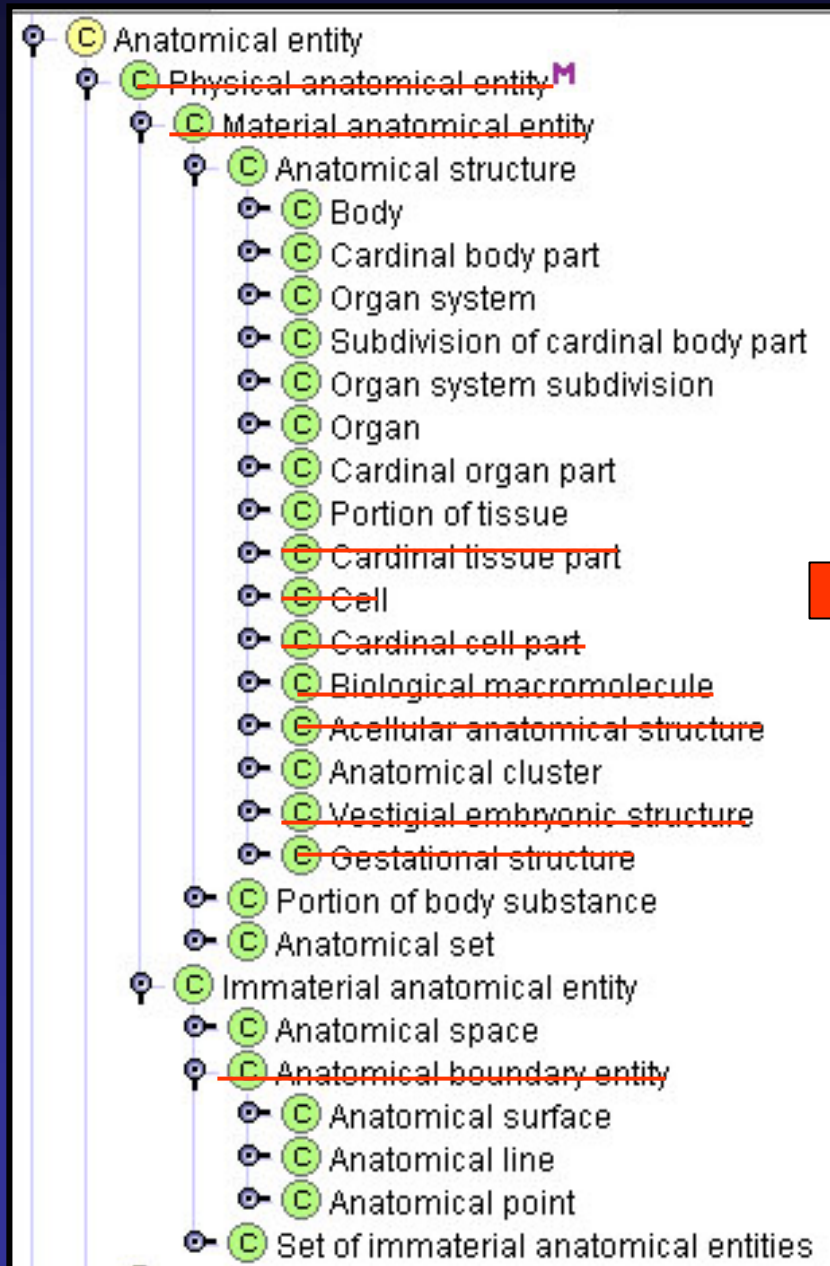 C Anatomical entity
C Physical anatomical entity M
C Material anatomical entity
C Anatomical structure
C Body
C Cardinal body part
C Organ system
C Subdivision of cardinal body part
C Organ system subdivision
C Organ
C Cardinal organ part
C Portion of tissue
C Cardinal tissue part
C Cell
C Cardinal cell part
C Biological macromolecule
C Acellular anatomical structure
C Anatomical cluster
C Vestigial embryonic structure
C Gestational structure
C Portion of body substance
C Anatomical set
C Immaterial anatomical entity
C Anatomical space
C Anatomical boundary entity
C Anatomical surface
C Anatomical line
C Anatomical point
C Set of immaterial anatomical entities